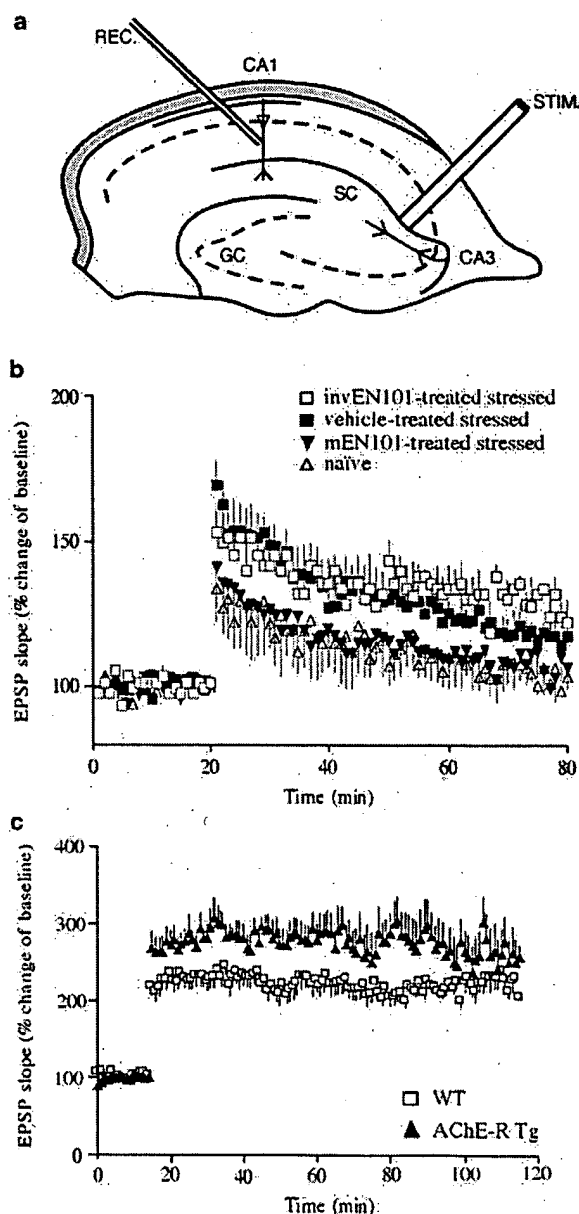 a
REC.
CA1
STIM.
SC
GC
CA3
b
EPSP slope (% change of baseline)
200
150
100
invEN101-treated stressed
vehicle-treated stressed
mEN101-treated stressed
naïve
0
20
40
60
80
Time (min)
c
EPSP slope (% change of baseline)
400
300
200
100
0
WT
AChE-R Tg
0
20
40
60
80
100
120
Time (min)